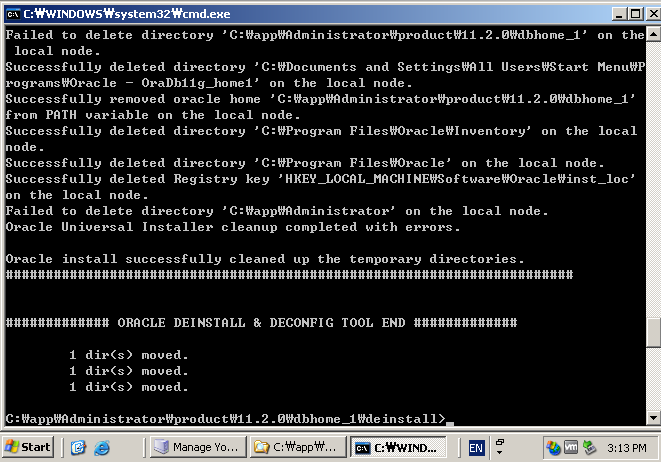 C:₩WINDOWS₩system32₩cmd.exe
Failed to delete directory 'C:₩app₩Administrator₩product₩11.2.0₩dbhome_1' on the
local node.
Successfully deleted directory 'C:₩Documents and Settings₩All Users₩Start Menu₩P
rograms₩Oracle - OraDb11g_home1' on the local node.
Successfully removed oracle home 'C:₩app₩Administrator₩product₩11.2.0₩dbhome_1'
from PATH variable on the local node.
Successfully deleted directory 'C:₩Program Files₩Oracle₩Inventory' on the local
node.
Successfully deleted directory 'C:₩Program Files₩Oracle' on the local node.
Successfully deleted Registry key 'HKEY_LOCAL_MACHINE₩Software₩Oracle₩inst_loc'
on the local node.
Failed to delete directory 'C:₩app₩Administrator' on the local node.
Oracle Universal Installer cleanup completed with errors.
Oracle install successfully cleaned up the temporary directories.
#######################################################################
############# ORACLE DEINSTALL & DECONFIG TOOL END #############
1 dir(s) moved.
1 dir(s) moved.
1 dir(s) moved.
C:₩app₩Administrator₩product₩11.2.0₩dbhome_1₩deinstall>_
Start Manage Yo... C:₩app₩... C:₩WIND... EN vm 3:13 PM